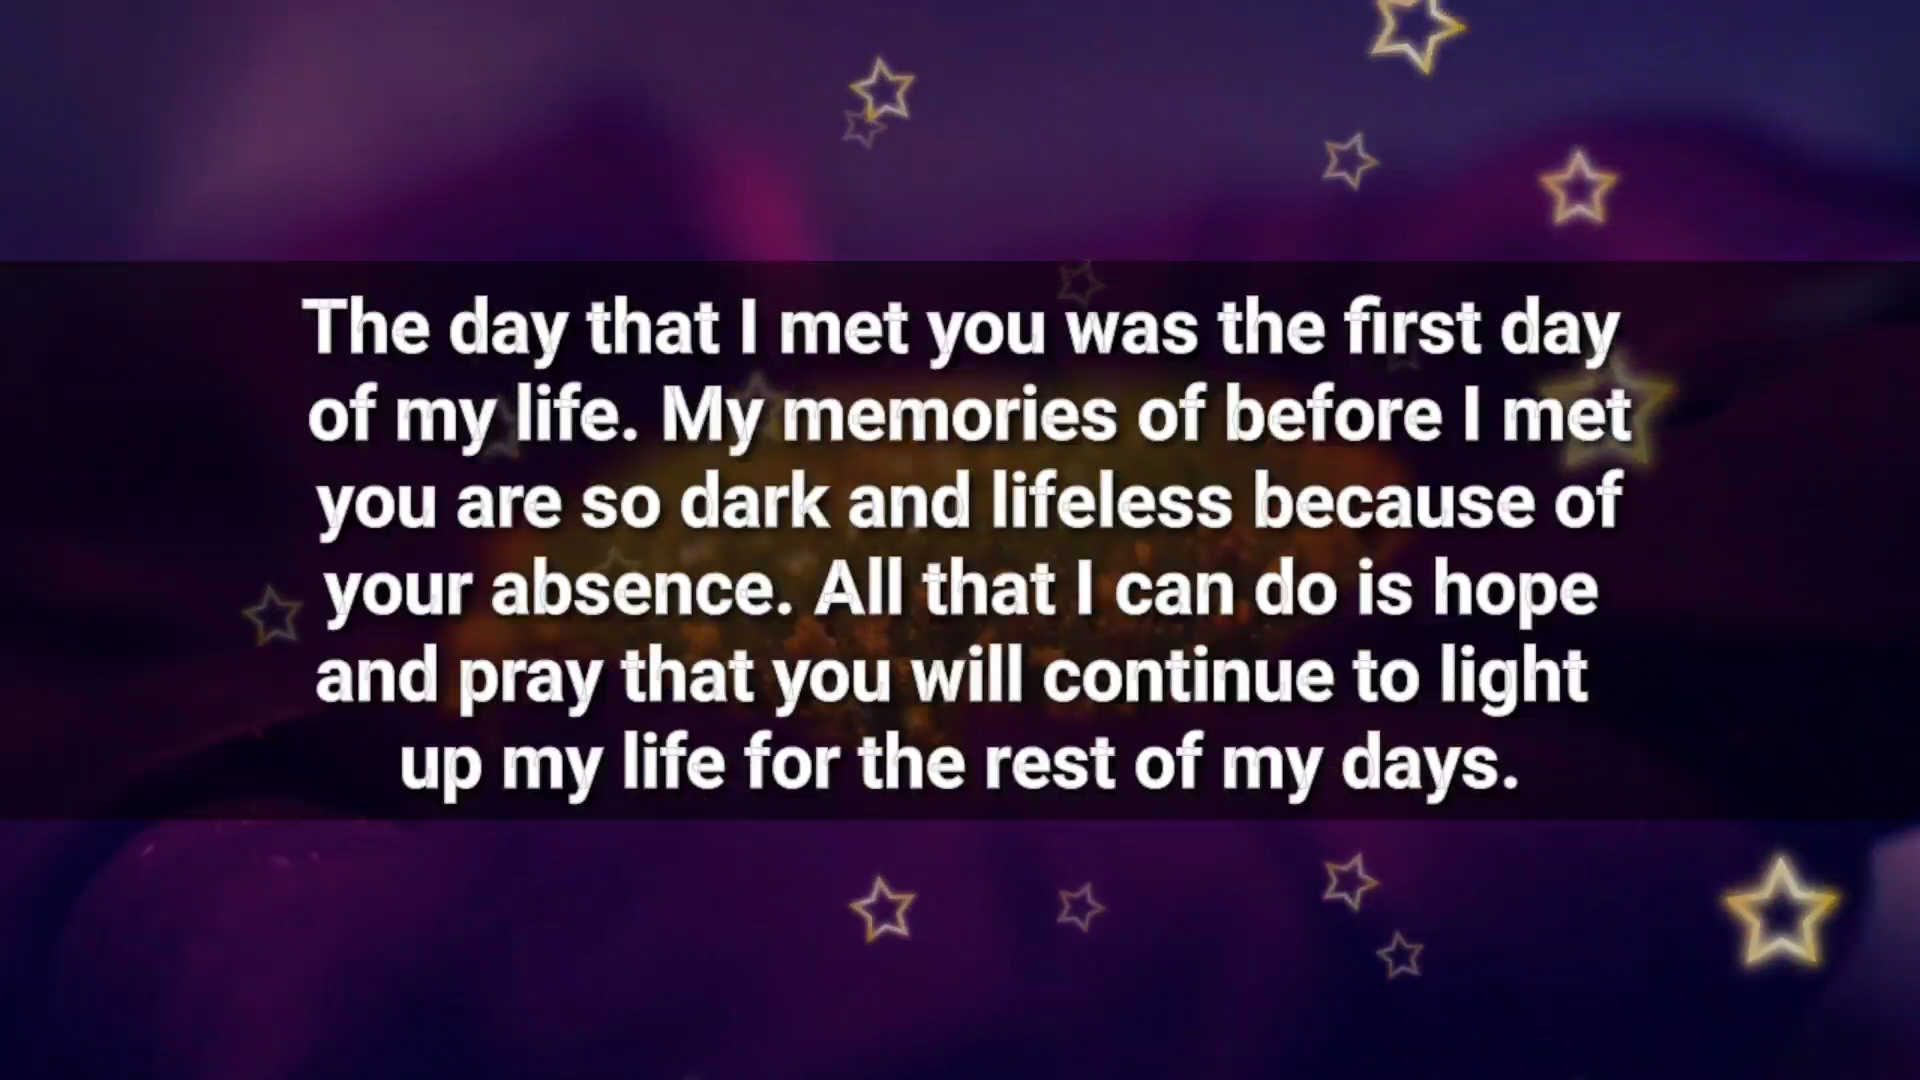 The day that I met you was the first day
of my life. My memories of before I met
you are so dark and lifeless because of
your absence. All that I can do is hope
and pray that you will continue to light
up my life for the rest of my days.